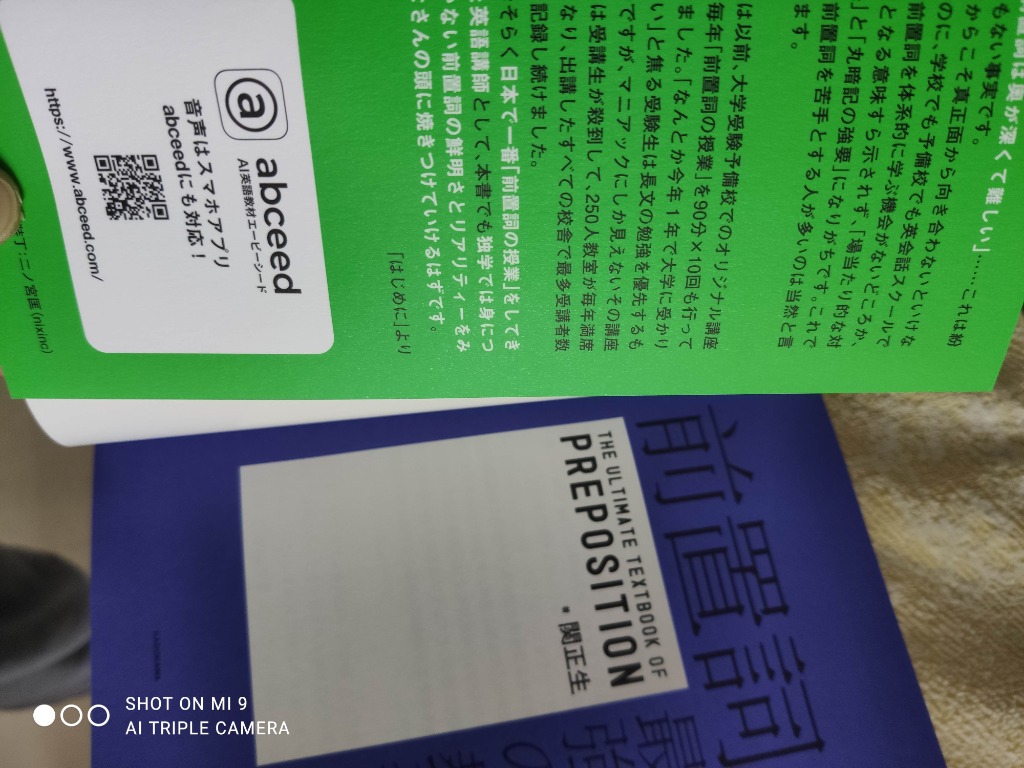 置詞は奥が深くて難しい」……これは紛
もない事実です。
からこそ真正面から向き合わないといけな
のに、学校でも予備校でも英会話スクールで
前置詞を体系的に学ぶ機会がないどころか、
となる意味すら示されず、「場当たり的な対
」と「丸暗記の強要」になりがちです。これで
前置詞を苦手とする人が多いのは当然と言
ます。
は以前、大学受験予備校でのオリジナル講座
毎年「前置詞の授業」を90分×10回も行って
ました。「なんとか今年1年で大学に受かり
い」と焦る受験生は長文の勉強を優先するも
ですが、マニアックにしか見えないその講座
は受講生が殺到して、250人教室が毎年満席
なり、出講したすべての校舎で最多受講者数
記録し続けました。
そらく日本で一番「前置詞の授業」をしてき
英語講師として、本書でも独学では身につ
ない前置詞の鮮明さとリアリティーをみ
さんの頭に焼きつけていけるはずです。
「はじめに」より
abceed
AI英語教材エービーシード
音声はスマホアプリ
abceedにも対応！
https://www.abceed.com/
装丁：二ノ宮匡(nixinc)
前置詞
最強の
THE ULTIMATE TEXTBOOK OF
PREPOSITION
関正生
SHOT ON MI 9
AI TRIPLE CAMERA